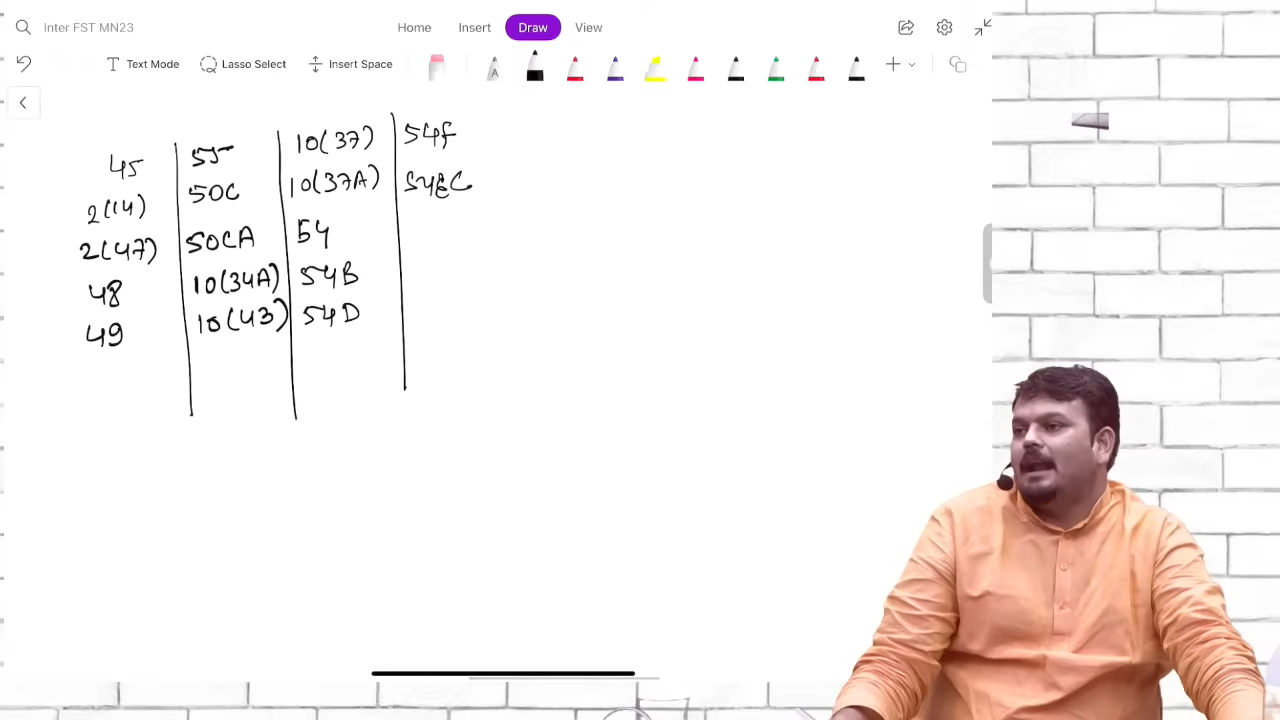 Inter FST MN23
Home Insert Draw View
Text Mode Lasso Select Insert Space
A
45 55 10(37) 54F
2(14) 50C 10(37A) 54EC
2(47) 50CA 54
48 10(34A) 54B
49 10(43) 54D